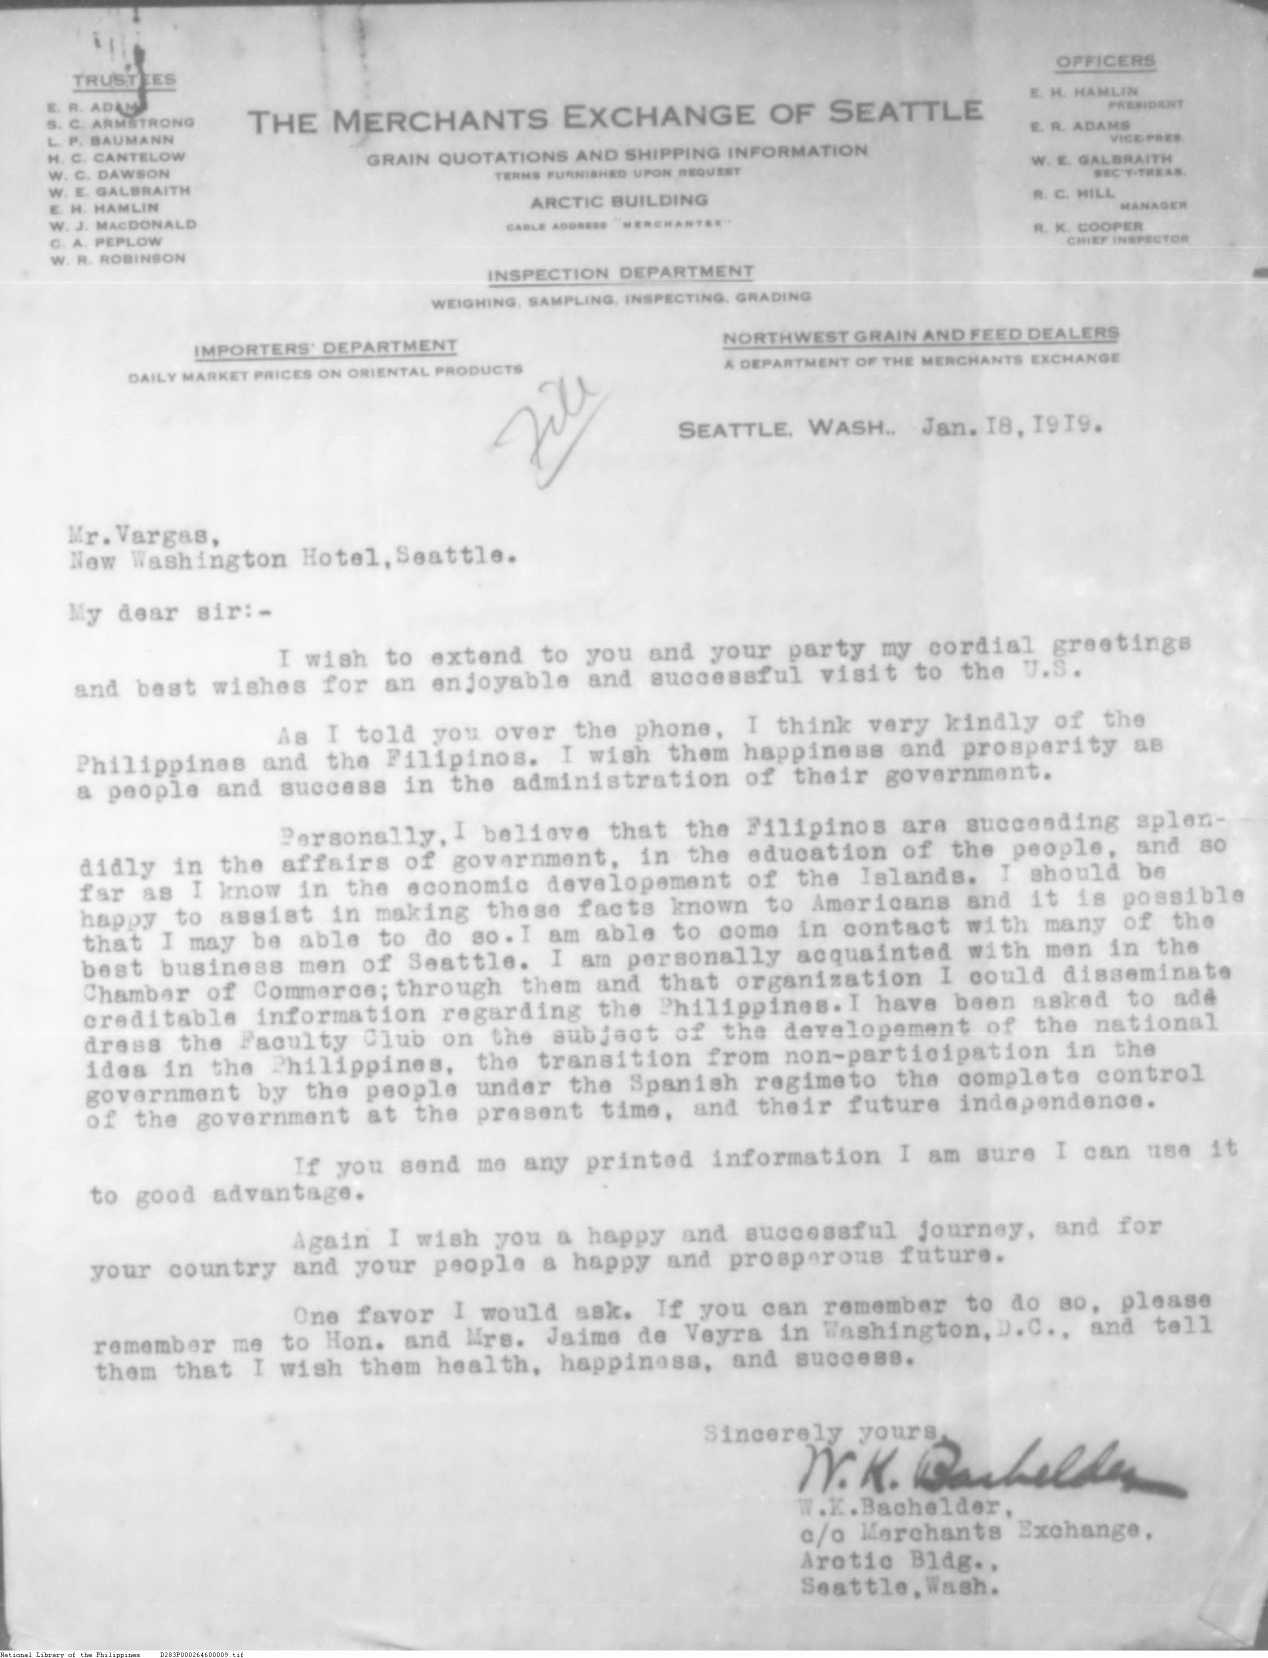 TRUSTEES
E. R. ADAMS
S. C. ARMSTRONG
L. P. BAUMANN
H. C. CANTELOW
W. C. DAWSON
W. E. GALBRAITH
E. H. HAMLIN
W. J. MACDONALD
C. A. PEPLOW
W. R. ROBINSON
THE MERCHANTS EXCHANGE OF SEATTLE
GRAIN QUOTATIONS AND SHIPPING INFORMATION
TERMS FURNISHED UPON REQUEST
ARCTIC BUILDING
CABLE ADDRESS "MERCHANTEX"
OFFICERS
E. H. HAMLIN
PRESIDENT
E. R. ADAMS
VICE-PRES.
W. E. GALBRAITH
SEC'T-TREAS.
R. C. HILL
MANAGER
R. K. COOPER
CHIEF INSPECTOR
INSPECTION DEPARTMENT
WEIGHING, SAMPLING, INSPECTING, GRADING
IMPORTERS' DEPARTMENT
DAILY MARKET PRICES ON ORIENTAL PRODUCTS
NORTHWEST GRAIN AND FEED DEALERS
A DEPARTMENT OF THE MERCHANTS EXCHANGE
File
SEATTLE, WASH., Jan.I8,I9I9.
Mr.Vargas,
New Washington Hotel,Seattle.
My dear sir:-
I wish to extend to you and your party my cordial greetings
and best wishes for an enjoyable and successful visit to the U.S.
As I told you over the phone, I think very kindly of the
Philippines and the Filipinos. I wish them happiness and prosperity as
a people and success in the administration of their government.
Personally,I believe that the Filipinos are succeeding splen-
didly in the affairs of government, in the education of the people, and so
far as I know in the economic developement of the Islands. I should be
happy to assist in making these facts known to Americans and it is possible
that I may be able to do so.I am able to come in contact with many of the
best business men of Seattle. I am personally acquainted with men in the
Chamber of Commerce;through them and that organization I could disseminate
creditable information regarding the Philippines.I have been asked to add
dress the Faculty Club on the subject of the developement of the national
idea in the Philippines, the transition from non-participation in the
government by the people under the Spanish regimeto the complete control
of the government at the present time, and their future independence.
If you send me any printed information I am sure I can use it
to good advantage.
Again I wish you a happy and successful journey, and for
your country and your people a happy and prosperous future.
One favor I would ask. If you can remember to do so, please
remember me to Hon. and Mrs. Jaime de Veyra in Washington,D.C., and tell
them that I wish them health, happiness, and success.
Sincerely yours,
W. K. Bachelder
W.K.Bachelder,
c/o Merchants Exchange,
Arctic Bldg.,
Seattle,Wash.
National Library of the Philippines D283P000264600009.tif